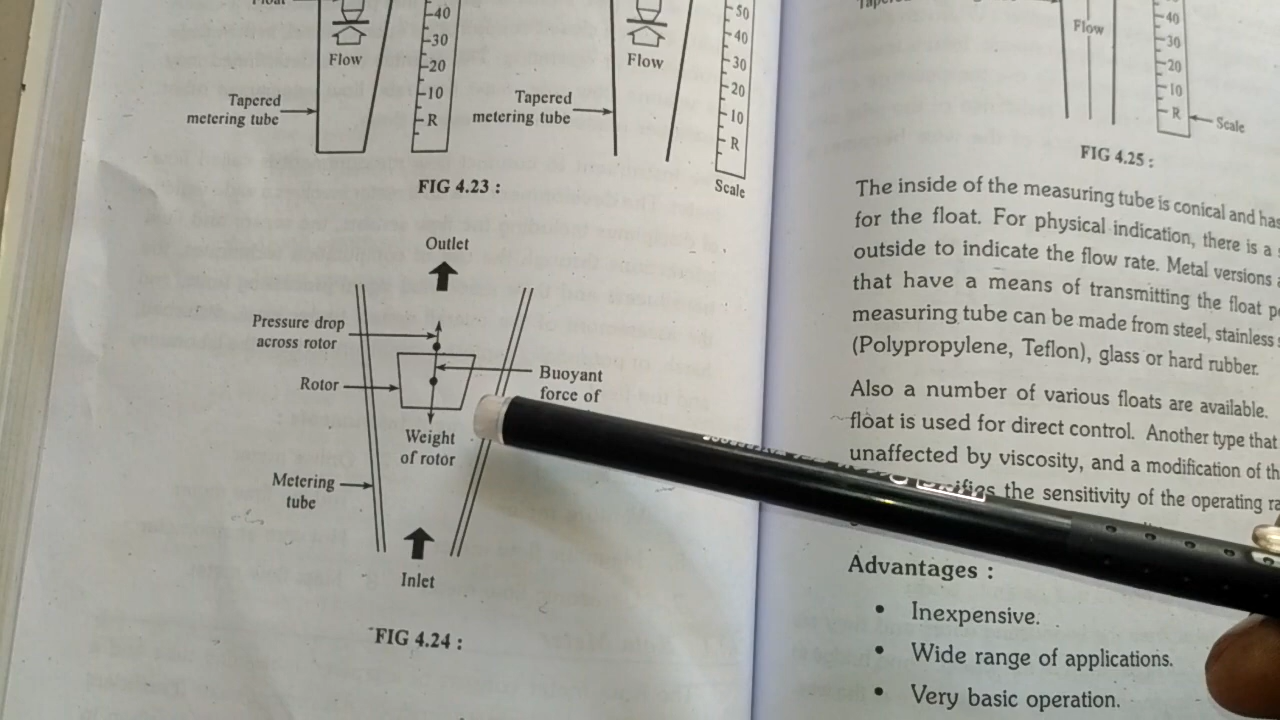 40
30
20
10
R
Flow
Tapered
metering tube
FIG 4.23 :
50
40
30
20
10
R
Flow
Tapered
metering tube
Scale
Outlet
Pressure drop
across rotor
Rotor
Buoyant
force of
Weight
of rotor
Metering
tube
Inlet
FIG 4.24 :
Flow
40
30
20
10
R
Scale
FIG 4.25 :
The inside of the measuring tube is conical and has
for the float. For physical indication, there is a
outside to indicate the flow rate. Metal versions
that have a means of transmitting the float
measuring tube can be made from steel, stainless
(Polypropylene, Teflon), glass or hard rubber.
Also a number of various floats are available.
float is used for direct control. Another type that
unaffected by viscosity, and a modification of
the sensitivity of the operating
Advantages :
• Inexpensive.
• Wide range of applications.
• Very basic operation.